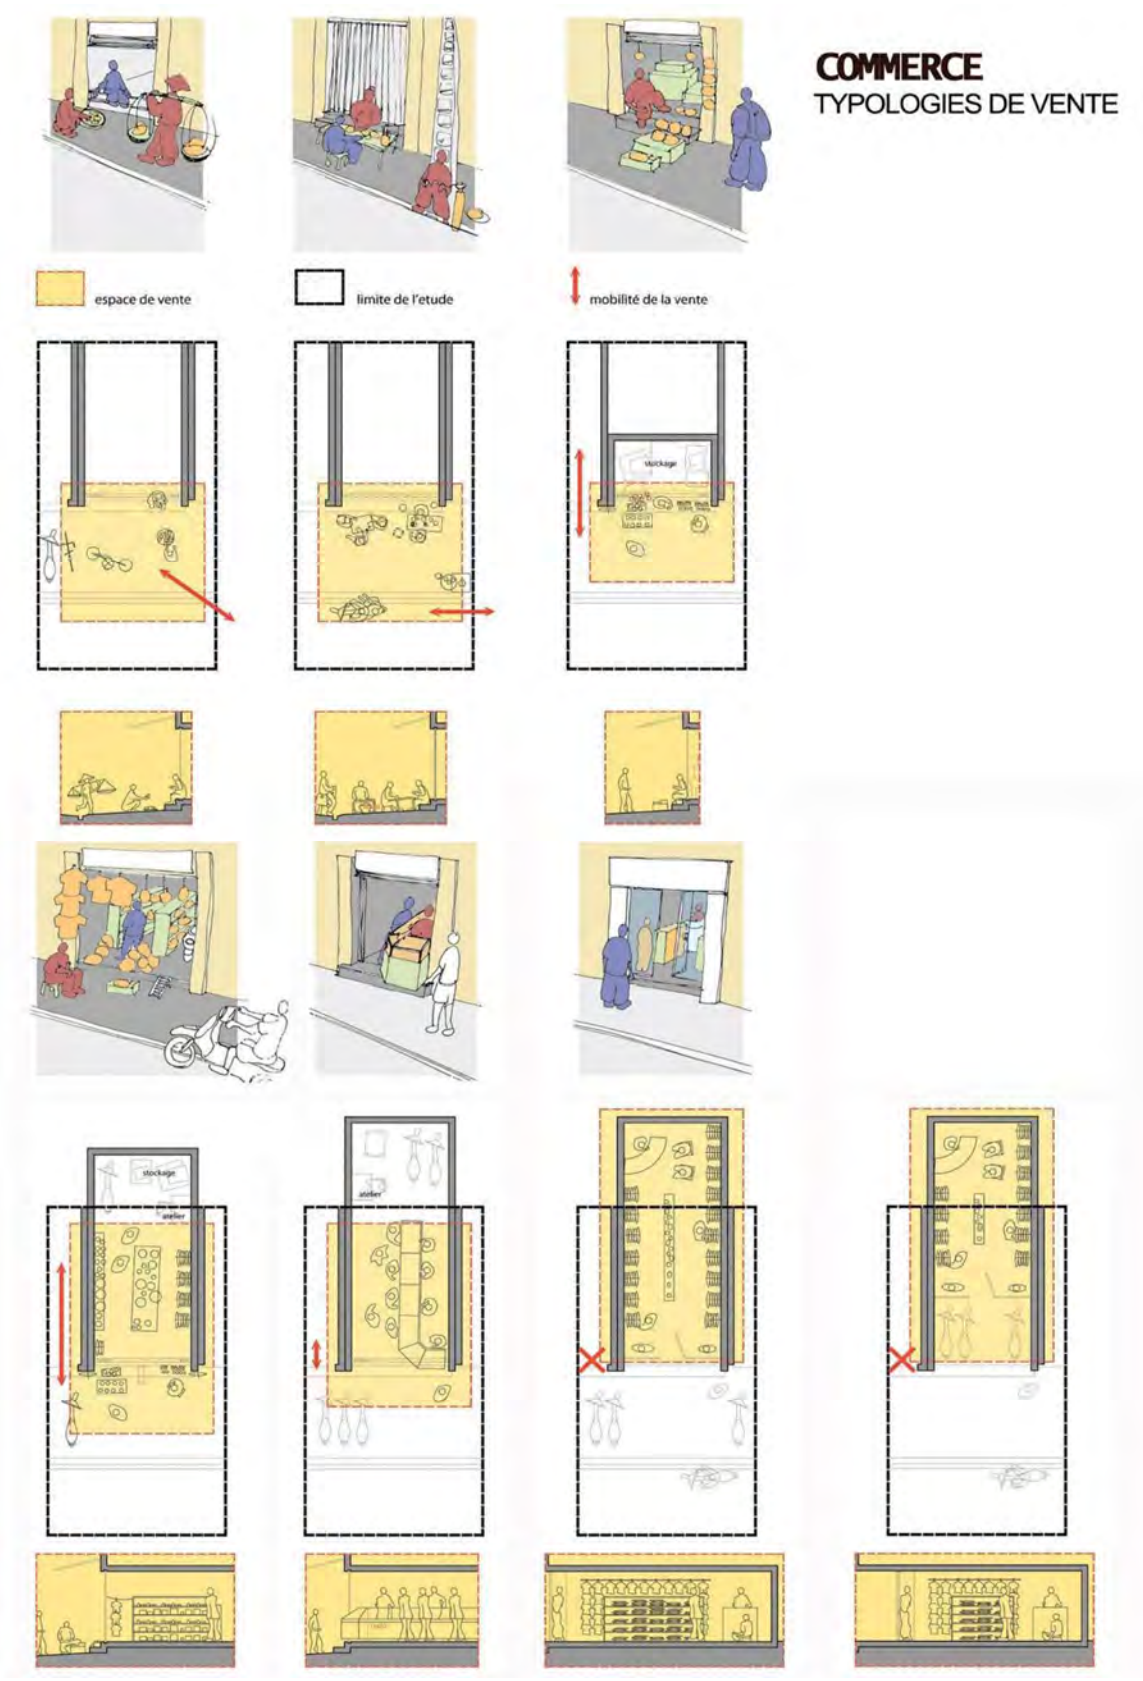 COMMERCE
TYPOLOGIES DE VENTE
espace de vente
limite de l'etude
mobilité de la vente
stockage
stockage
atelier
atelier